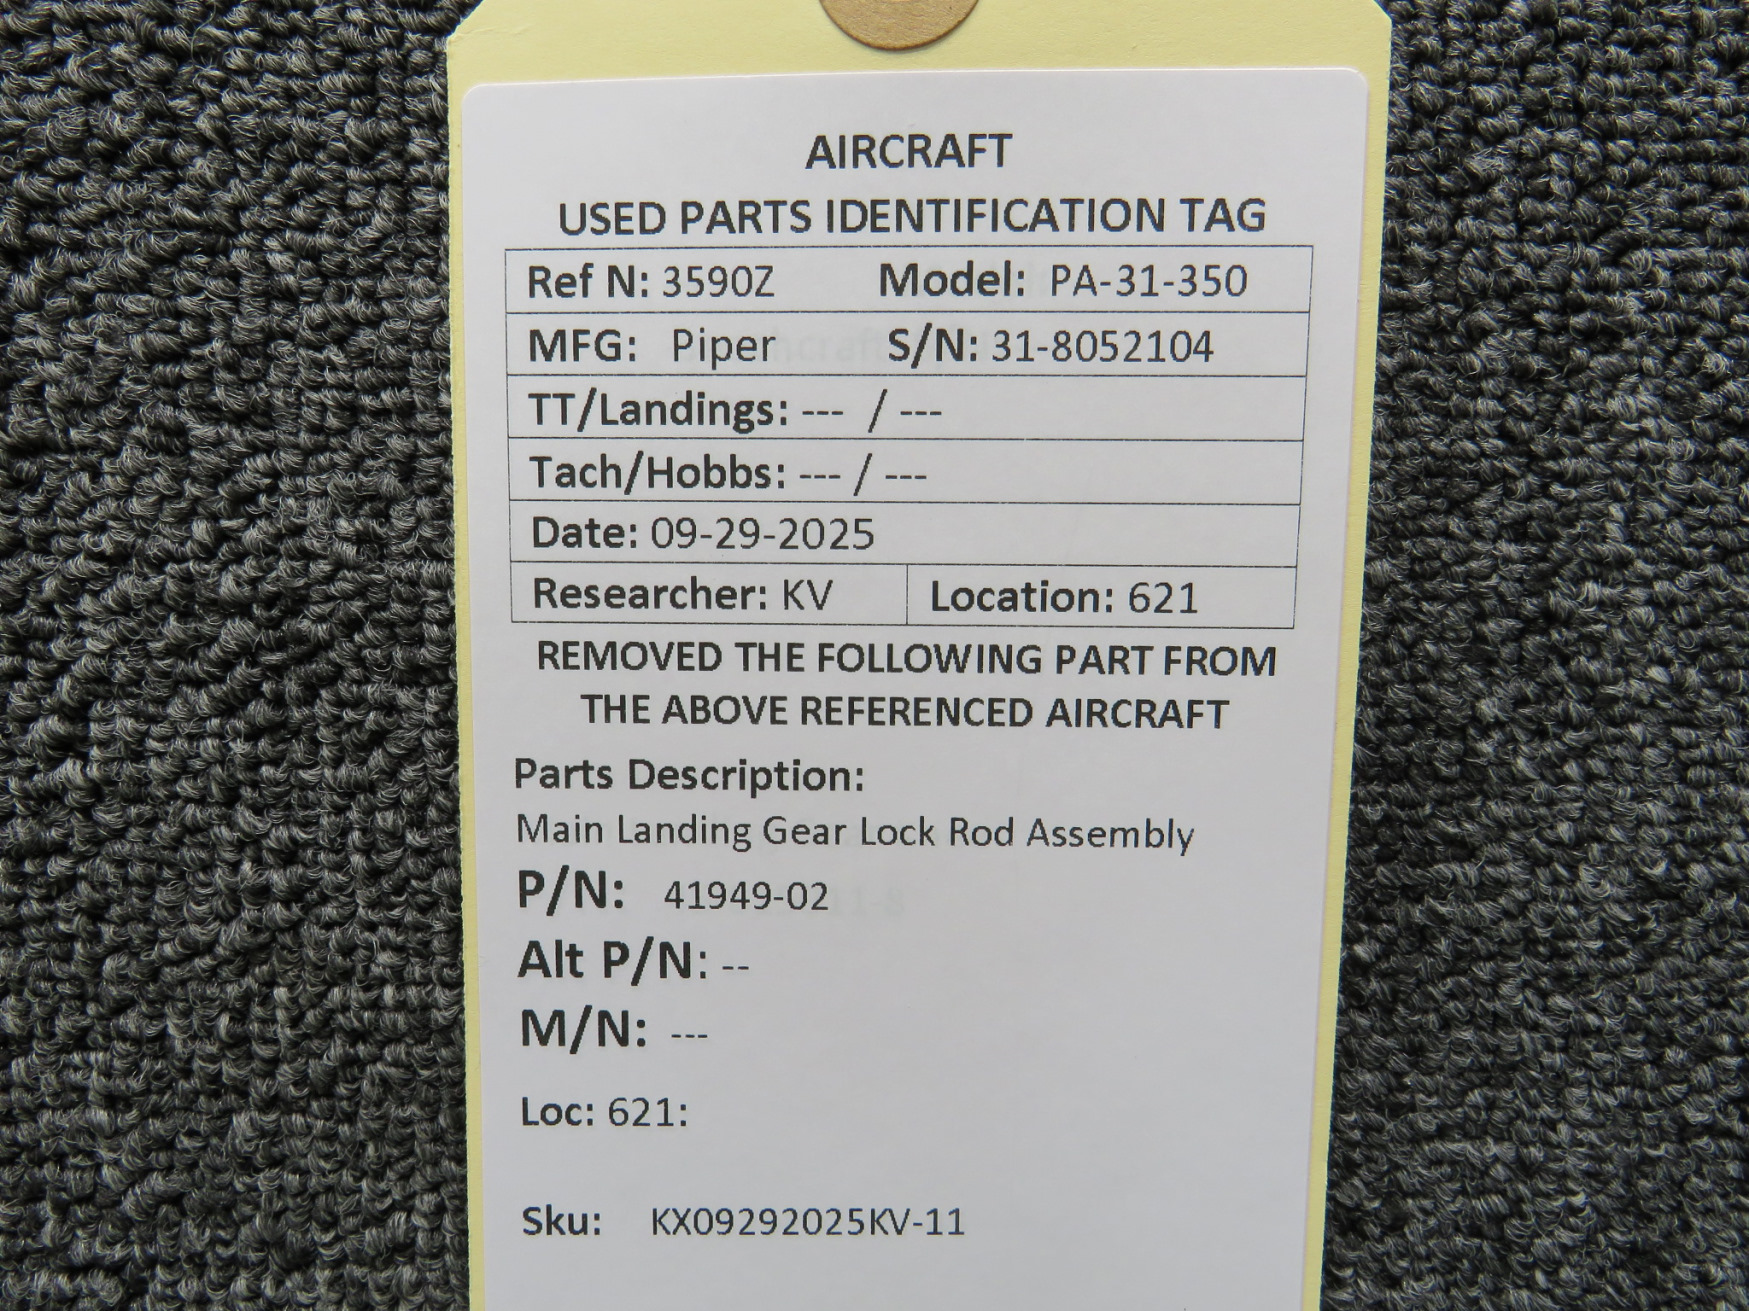 AIRCRAFT
USED PARTS IDENTIFICATION TAG
Ref N: 3590Z Model: PA-31-350
MFG: Piper S/N: 31-8052104
TT/Landings: --- / ---
Tach/Hobbs: --- / ---
Date: 09-29-2025
Researcher: KV Location: 621
REMOVED THE FOLLOWING PART FROM
THE ABOVE REFERENCED AIRCRAFT
Parts Description:
Main Landing Gear Lock Rod Assembly
P/N: 41949-02
Alt P/N: --
M/N: ---
Loc: 621:
Sku: KX09292025KV-11